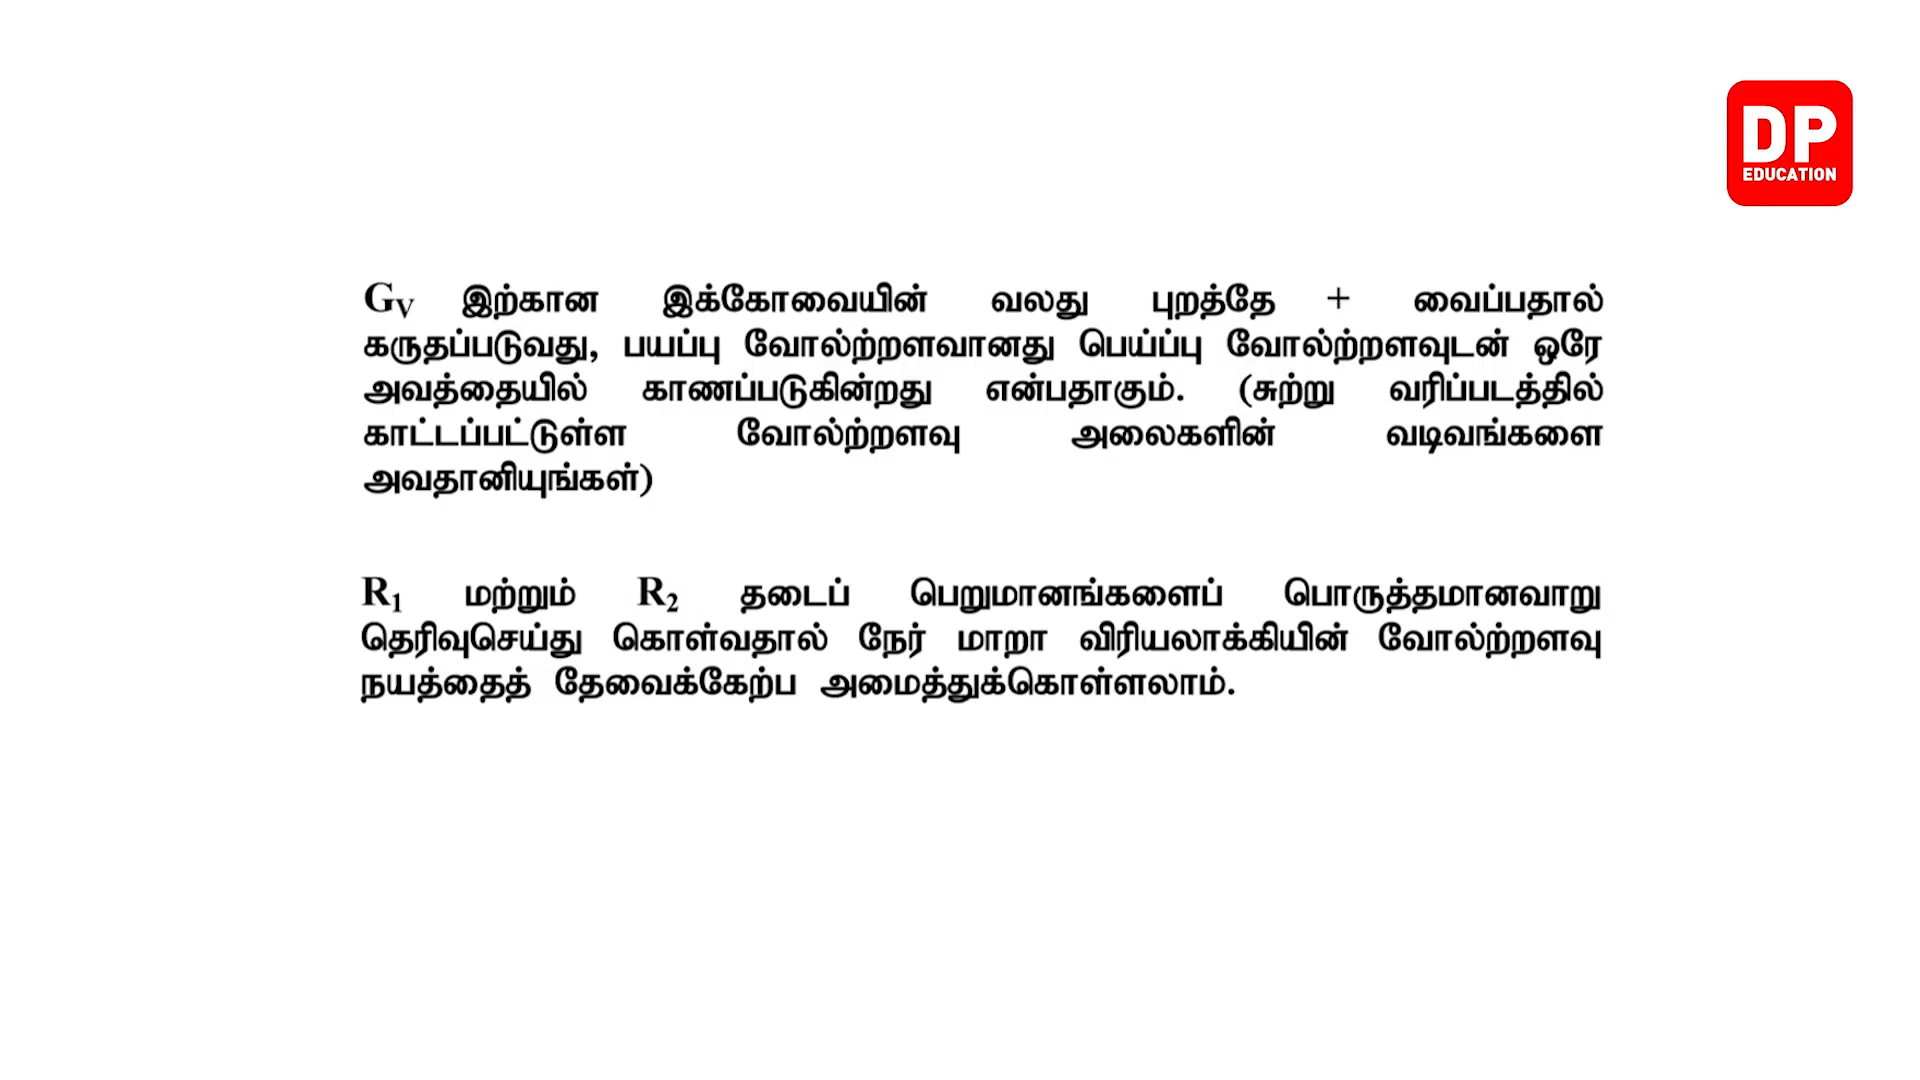 DP
EDUCATION
Gᵥ இற்கான இக்கோவையின் வலது புறத்தே + வைப்பதால்
கருதப்படுவது, பயப்பு வோல்ற்றளவானது பெய்ப்பு வோல்ற்றளவுடன் ஒரே
அவத்தையில் காணப்படுகின்றது என்பதாகும். (சுற்று வரிப்படத்தில்
காட்டப்பட்டுள்ள வோல்ற்றளவு அலைகளின் வடிவங்களை
அவதானியுங்கள்)
R₁ மற்றும் R₂ தடைப் பெறுமானங்களைப் பொருத்தமானவாறு
தெரிவுசெய்து கொள்வதால் நேர் மாறா விரியலாக்கியின் வோல்ற்றளவு
நயத்தைத் தேவைக்கேற்ப அமைத்துக்கொள்ளலாம்.